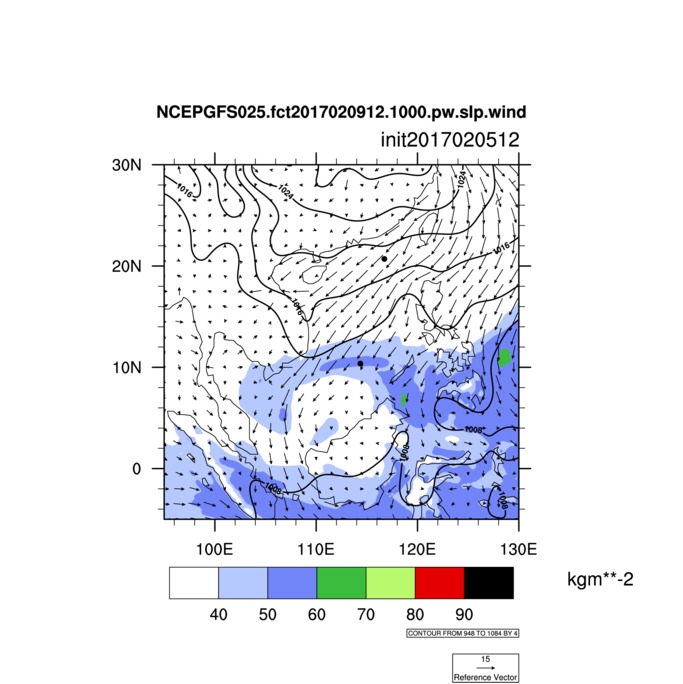 NCEPGFS025.fct2017020912.1000.pw.slp.wind
init2017020512
30N
1016
1024
1024
1016
20N
1016
10N
1008
1008
0
1008
100E 110E 120E 130E
kgm**-2
40 50 60 70 80 90
CONTOUR FROM 948 TO 1084 BY 4
15
Reference Vector